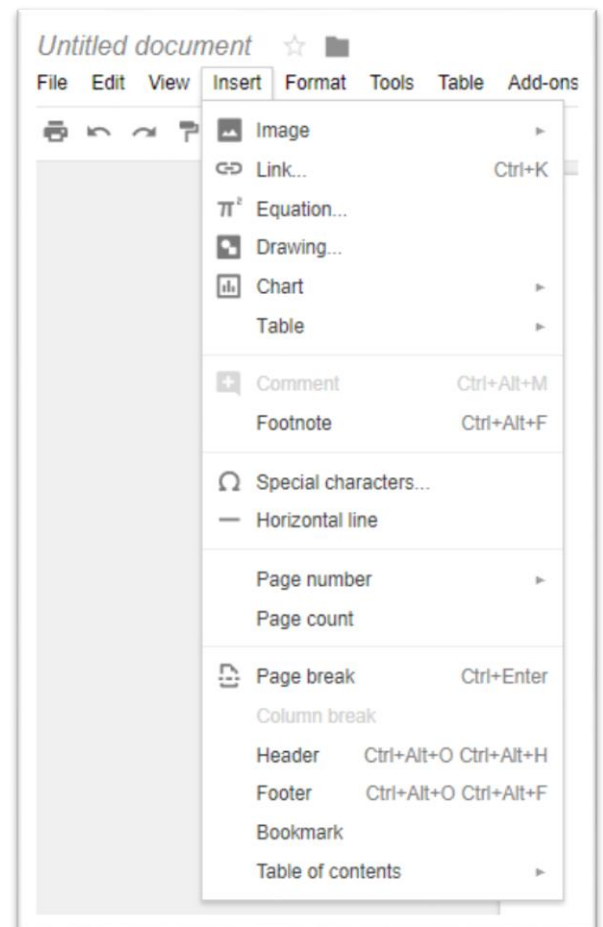 Untitled document
File Edit View Insert Format Tools Table Add-ons
Image
Link... Ctrl+K
π² Equation...
Drawing...
Chart
Table
Comment Ctrl+Alt+M
Footnote Ctrl+Alt+F
Ω Special characters...
Horizontal line
Page number
Page count
Page break Ctrl+Enter
Column break
Header Ctrl+Alt+O Ctrl+Alt+H
Footer Ctrl+Alt+O Ctrl+Alt+F
Bookmark
Table of contents